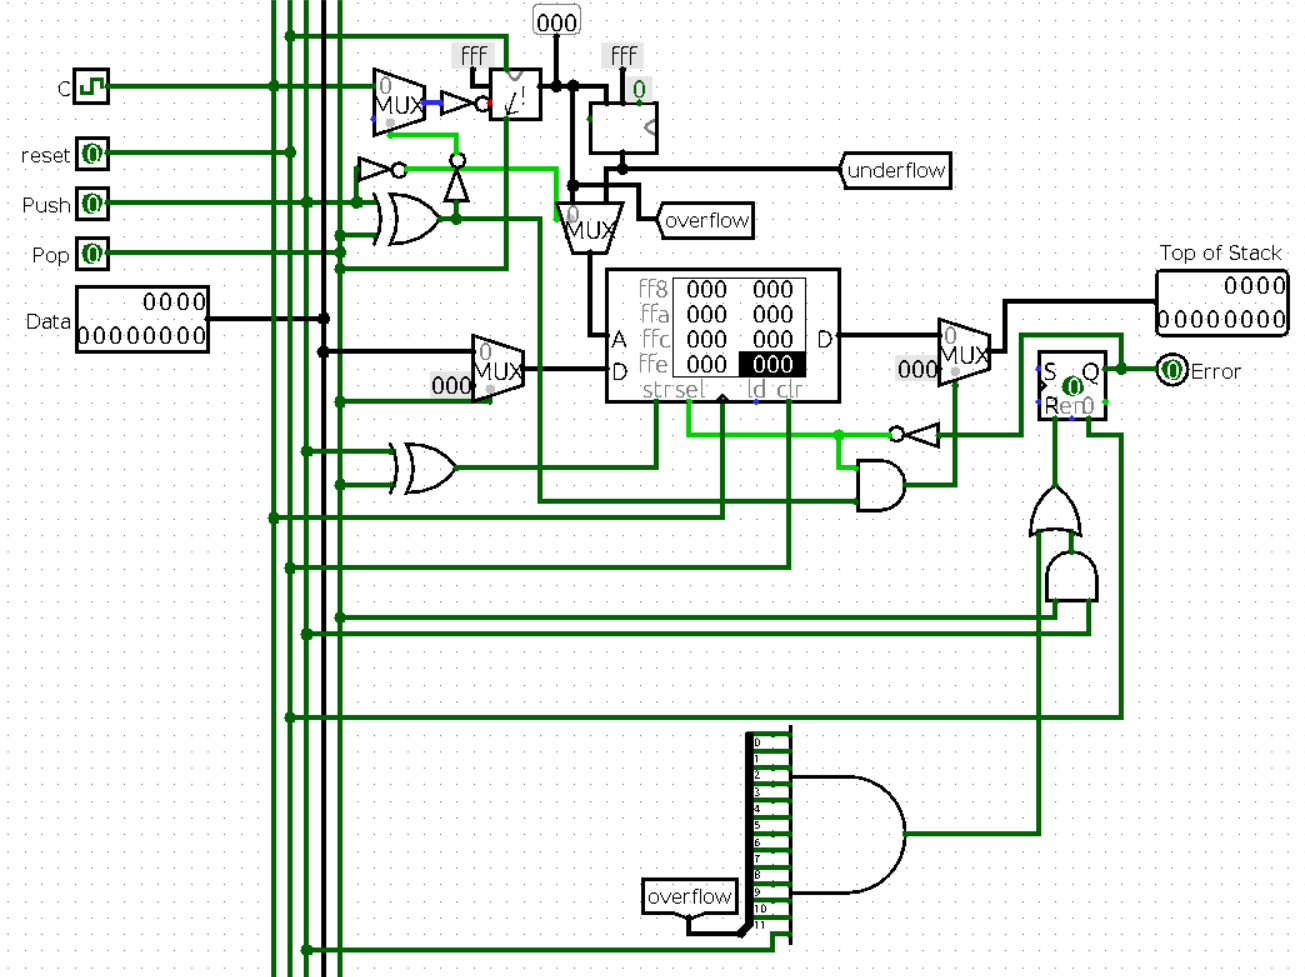 000
fff
fff
0
0
MUX
!
C
reset
Push
Pop
0
0
0
underflow
overflow
0
MUX
Top of Stack
0000
00000000
Data
0000
00000000
ff8 000 000
ffa 000 000
ffc 000 000
ffe 000 000
A
D
D
str sel ld clr
0
MUX
000
0
MUX
000
S Q
0
R en 0
0
Error
0
1
2
3
4
5
6
7
8
9
10
11
overflow